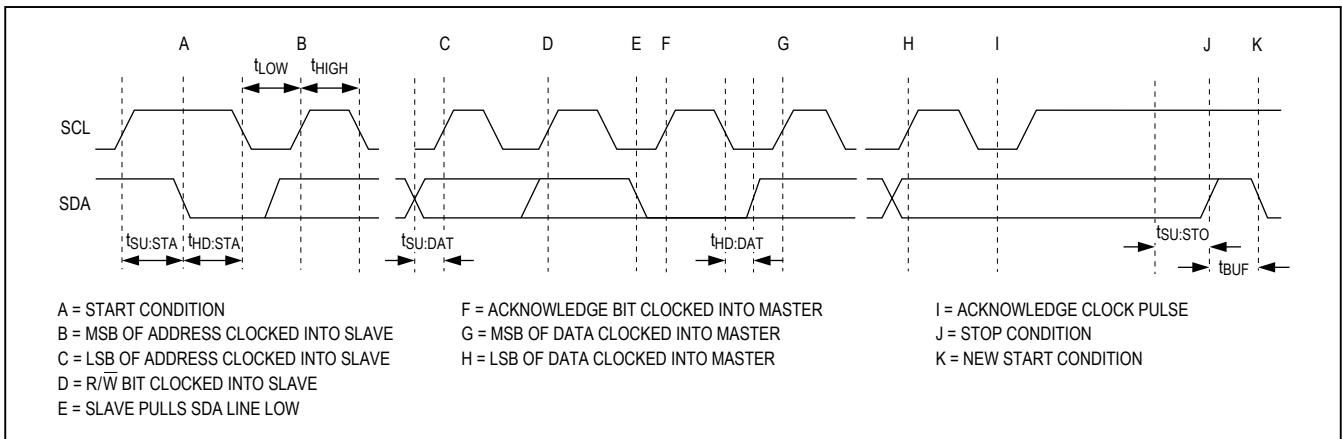 A B C D E F G H I J K
tLOW tHIGH
SCL
SDA
tSU:STA tHD:STA tSU:DAT tHD:DAT tSU:STO
tBUF
A = START CONDITION
B = MSB OF ADDRESS CLOCKED INTO SLAVE
C = LSB OF ADDRESS CLOCKED INTO SLAVE
D = R/W̅ BIT CLOCKED INTO SLAVE
E = SLAVE PULLS SDA LINE LOW
F = ACKNOWLEDGE BIT CLOCKED INTO MASTER
G = MSB OF DATA CLOCKED INTO MASTER
H = LSB OF DATA CLOCKED INTO MASTER
I = ACKNOWLEDGE CLOCK PULSE
J = STOP CONDITION
K = NEW START CONDITION